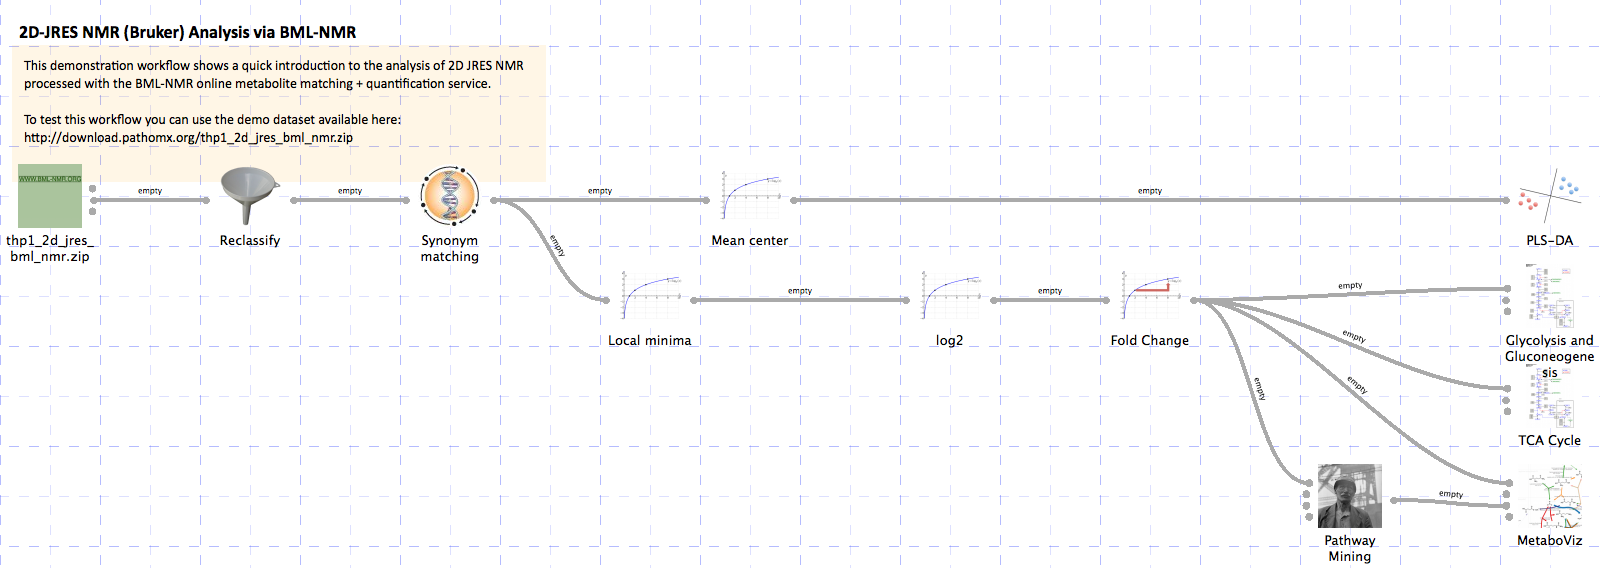 2D-JRES NMR (Bruker) Analysis via BML-NMR
This demonstration workflow shows a quick introduction to the analysis of 2D JRES NMR
processed with the BML-NMR online metabolite matching + quantification service.
To test this workflow you can use the demo dataset available here:
http://download.pathomx.org/thp1_2d_jres_bml_nmr.zip
WWW.BML-NMR.ORG
empty
empty
empty
empty
thp1_2d_jres_
bml_nmr.zip
Reclassify
Synonym
matching
Mean center
PLS-DA
empty
empty
empty
empty
Local minima
log2
Fold Change
Glycolysis and
Gluconeogene
sis
empty
empty
empty
TCA Cycle
empty
Pathway
Mining
MetaboViz